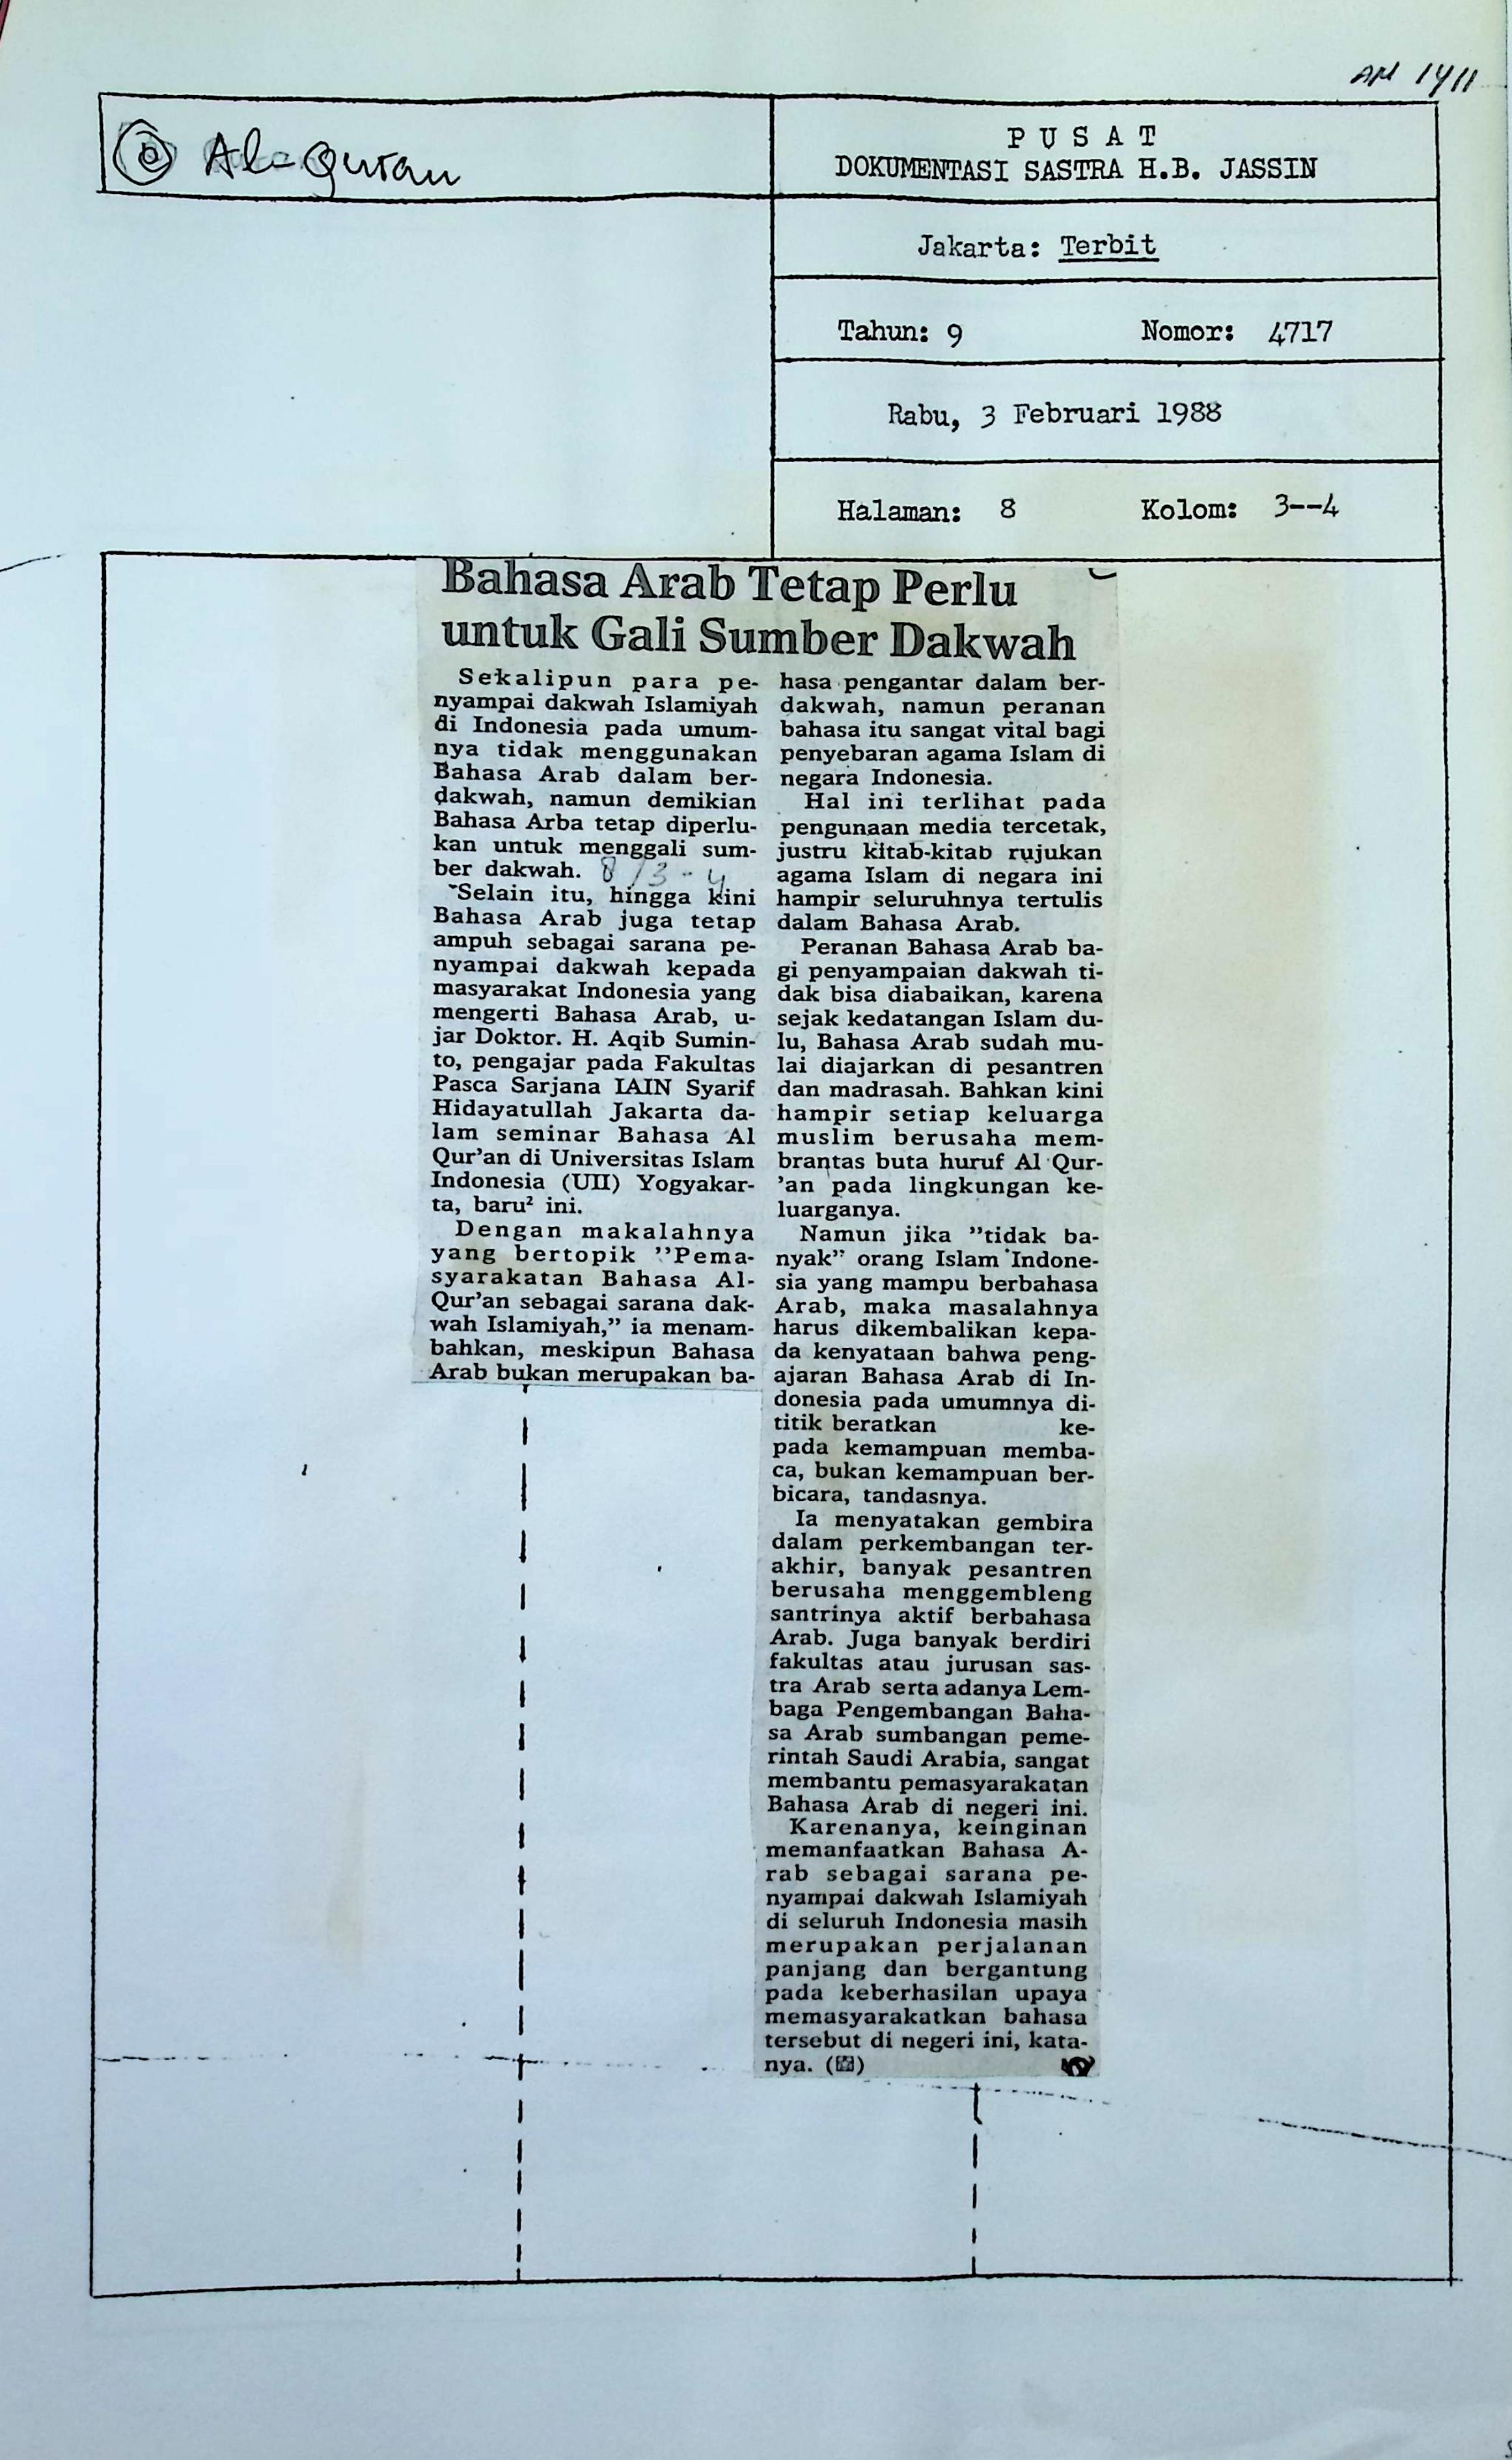 AM 1411
Al-Quran
PUSAT
DOKUMENTASI SASTRA H.B. JASSIN
Jakarta: Terbit
Tahun: 9 Nomor: 4717
Rabu, 3 Februari 1988
Halaman: 8 Kolom: 3--4
Bahasa Arab Tetap Perlu
untuk Gali Sumber Dakwah
Sekalipun para pe-
nyampai dakwah Islamiyah
di Indonesia pada umum-
nya tidak menggunakan
Bahasa Arab dalam ber-
dakwah, namun demikian
Bahasa Arba tetap diperlu-
kan untuk menggali sum-
ber dakwah. 8/3-4
Selain itu, hingga kini
Bahasa Arab juga tetap
ampuh sebagai sarana pe-
nyampai dakwah kepada
masyarakat Indonesia yang
mengerti Bahasa Arab, u-
jar Doktor. H. Aqib Sumin-
to, pengajar pada Fakultas
Pasca Sarjana IAIN Syarif
Hidayatullah Jakarta da-
lam seminar Bahasa Al
Qur'an di Universitas Islam
Indonesia (UII) Yogyakar-
ta, baru² ini.
Dengan makalahnya
yang bertopik ''Pema-
syarakatan Bahasa Al-
Qur'an sebagai sarana dak-
wah Islamiyah,'' ia menam-
bahkan, meskipun Bahasa
Arab bukan merupakan ba-
hasa pengantar dalam ber-
dakwah, namun peranan
bahasa itu sangat vital bagi
penyebaran agama Islam di
negara Indonesia.
Hal ini terlihat pada
pengunaan media tercetak,
justru kitab-kitab rujukan
agama Islam di negara ini
hampir seluruhnya tertulis
dalam Bahasa Arab.
Peranan Bahasa Arab ba-
gi penyampaian dakwah ti-
dak bisa diabaikan, karena
sejak kedatangan Islam du-
lu, Bahasa Arab sudah mu-
lai diajarkan di pesantren
dan madrasah. Bahkan kini
hampir setiap keluarga
muslim berusaha mem-
brantas buta huruf Al Qur-
'an pada lingkungan ke-
luarganya.
Namun jika ''tidak ba-
nyak'' orang Islam Indone-
sia yang mampu berbahasa
Arab, maka masalahnya
harus dikembalikan kepa-
da kenyataan bahwa peng-
ajaran Bahasa Arab di In-
donesia pada umumnya di-
titik beratkan ke-
pada kemampuan memba-
ca, bukan kemampuan ber-
bicara, tandasnya.
Ia menyatakan gembira
dalam perkembangan ter-
akhir, banyak pesantren
berusaha menggembleng
santrinya aktif berbahasa
Arab. Juga banyak berdiri
fakultas atau jurusan sas-
tra Arab serta adanya Lem-
baga Pengembangan Baha-
sa Arab sumbangan peme-
rintah Saudi Arabia, sangat
membantu pemasyarakatan
Bahasa Arab di negeri ini.
Karenanya, keinginan
memanfaatkan Bahasa A-
rab sebagai sarana pe-
nyampai dakwah Islamiyah
di seluruh Indonesia masih
merupakan perjalanan
panjang dan bergantung
pada keberhasilan upaya
memasyarakatkan bahasa
tersebut di negeri ini, kata-
nya.